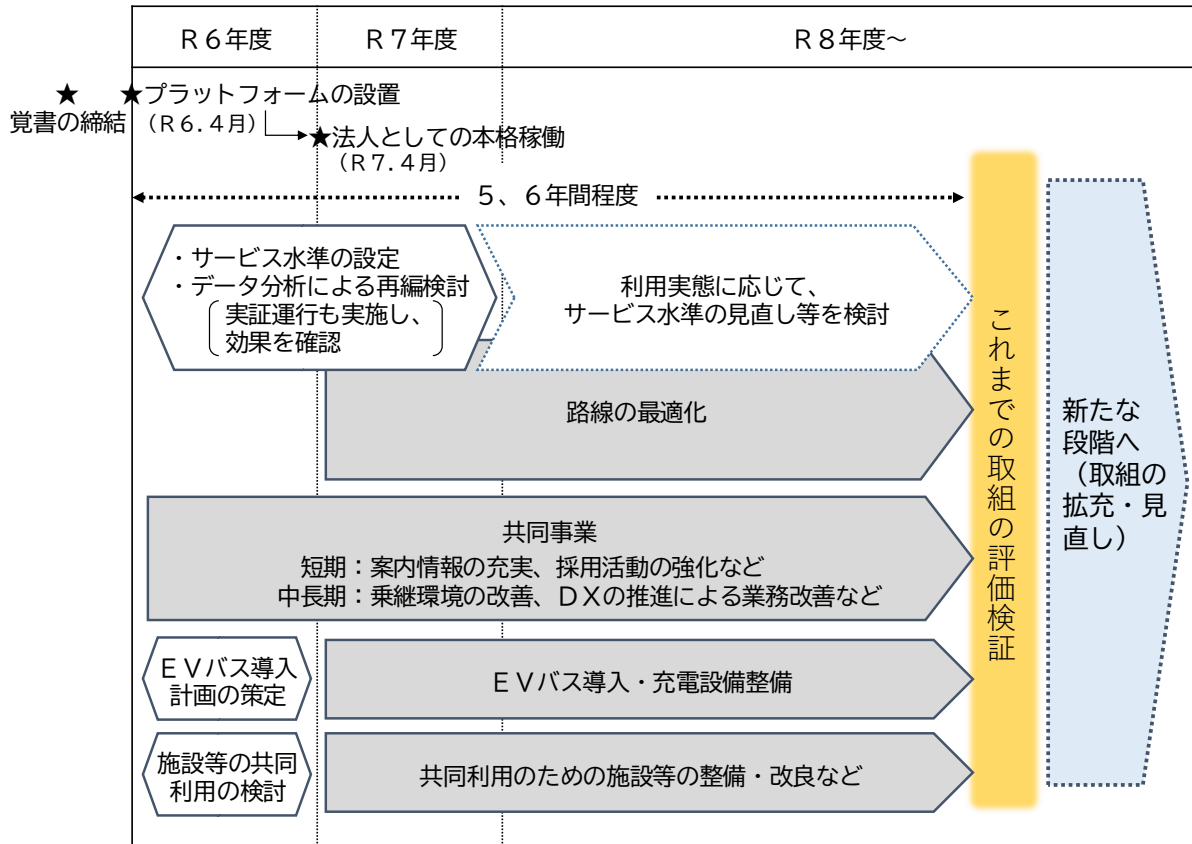 R６年度
R７年度
R８年度～
★
★プラットフォームの設置
覚書の締結
（R６.４月）
★法人としての本格稼働
（R７.４月）
５、６年間程度
・サービス水準の設定
・データ分析による再編検討
実証運行も実施し、
効果を確認
利用実態に応じて、
サービス水準の見直し等を検討
路線の最適化
共同事業
短期：案内情報の充実、採用活動の強化など
中長期：乗継環境の改善、ＤＸの推進による業務改善など
ＥＶバス導入
計画の策定
ＥＶバス導入・充電設備整備
施設等の共同
利用の検討
共同利用のための施設等の整備・改良など
これまでの取組の評価検証
新たな
段階へ
（取組の
拡充・見
直し）